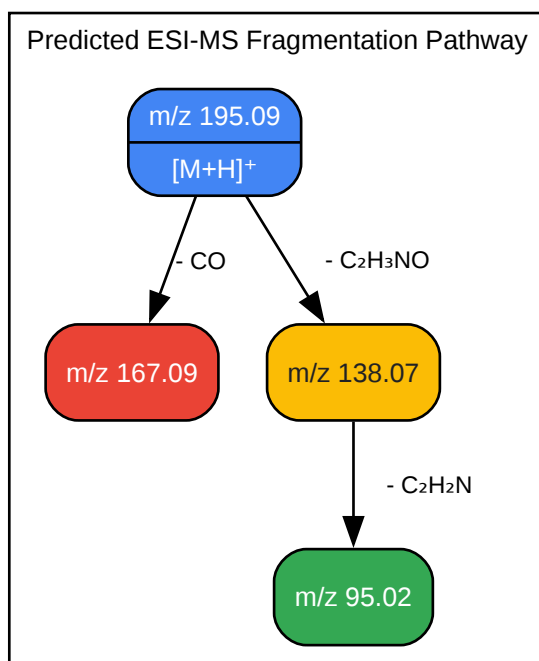 Predicted ESI-MS Fragmentation Pathway
m/z 195.09
[M+H]⁺
- CO
- C₂H₃NO
m/z 167.09
m/z 138.07
- C₂H₂N
m/z 95.02